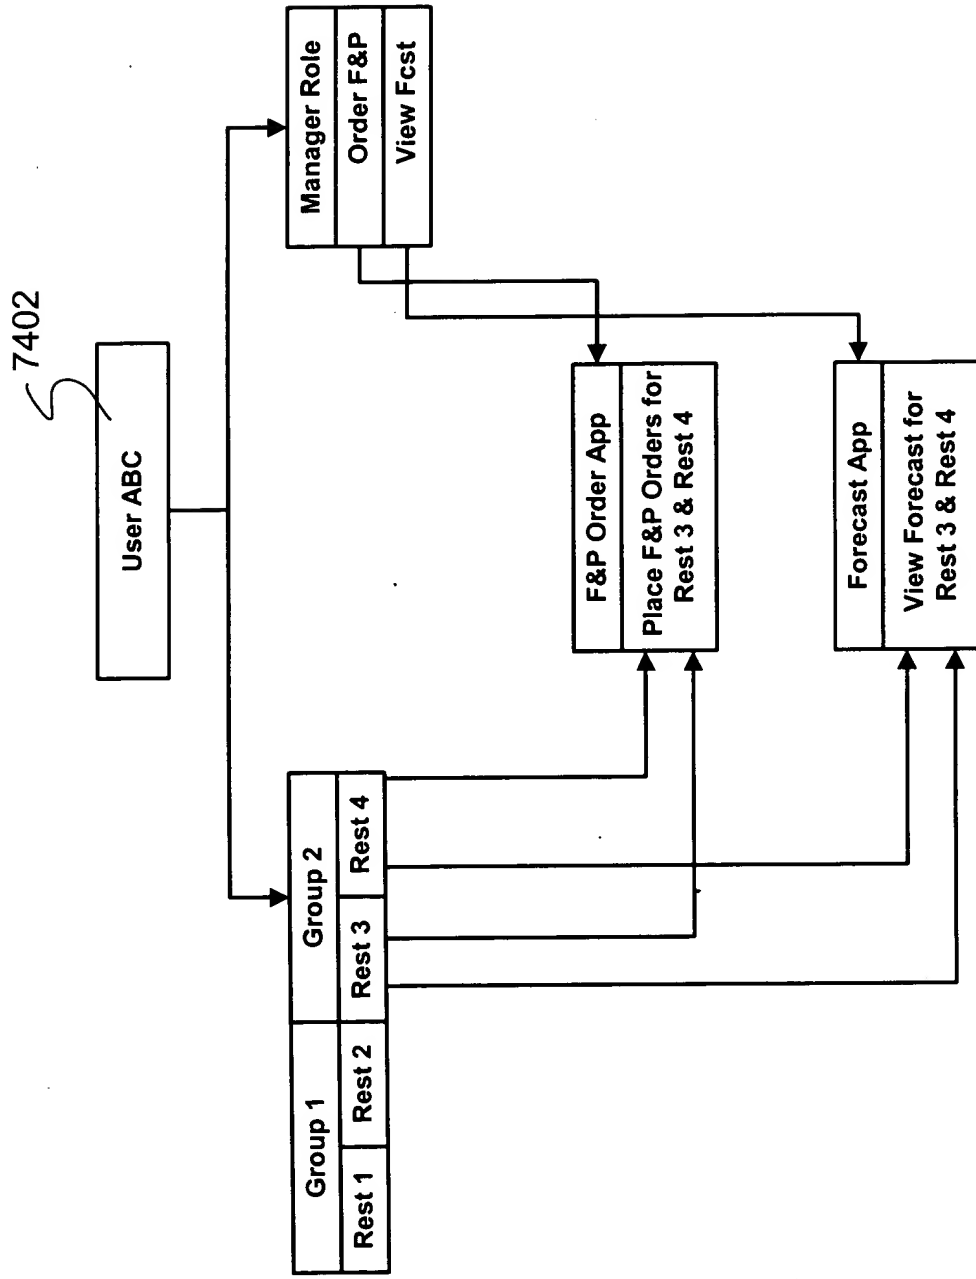 7402
User ABC
Group 1
Group 2
Rest 1
Rest 2
Rest 3
Rest 4
Manager Role
Order F&P
View Fcst
F&P Order App
Place F&P Orders for
Rest 3 & Rest 4
Forecast App
View Forecast for
Rest 3 & Rest 4